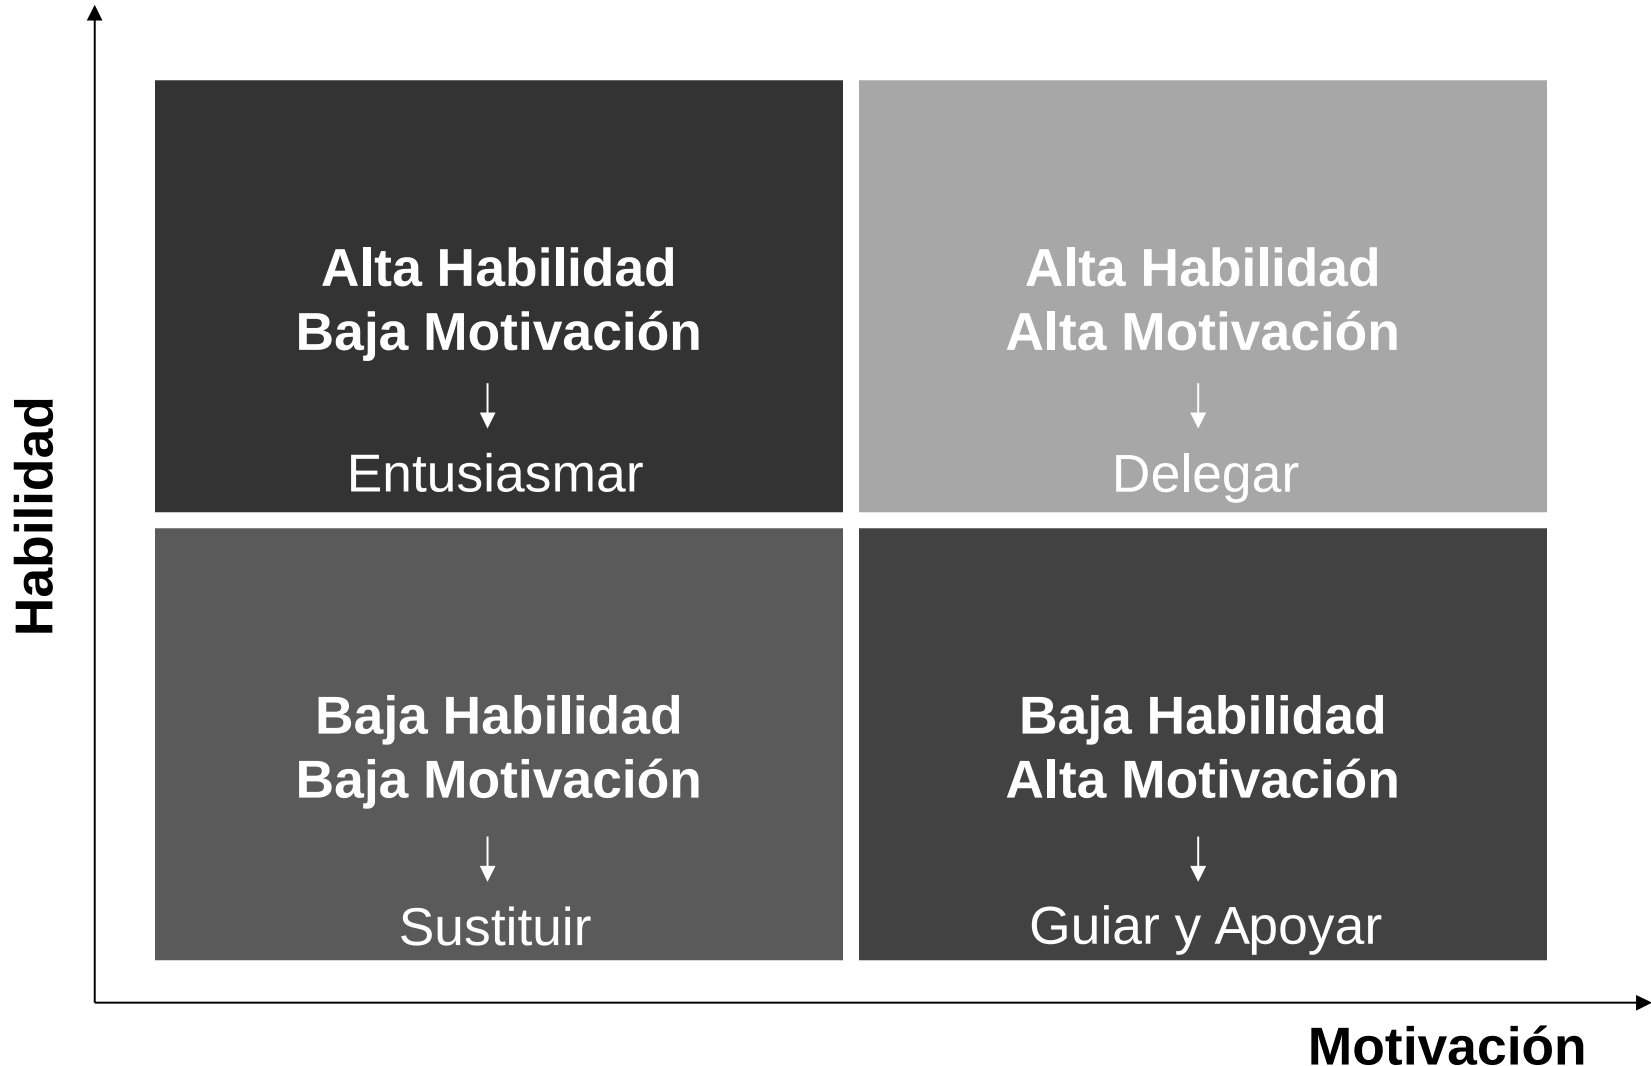 Alta Habilidad
Baja Motivación
Entusiasmar
Alta Habilidad
Alta Motivación
Delegar
Habilidad
Baja Habilidad
Baja Motivación
Sustituir
Baja Habilidad
Alta Motivación
Guiar y Apoyar
Motivación